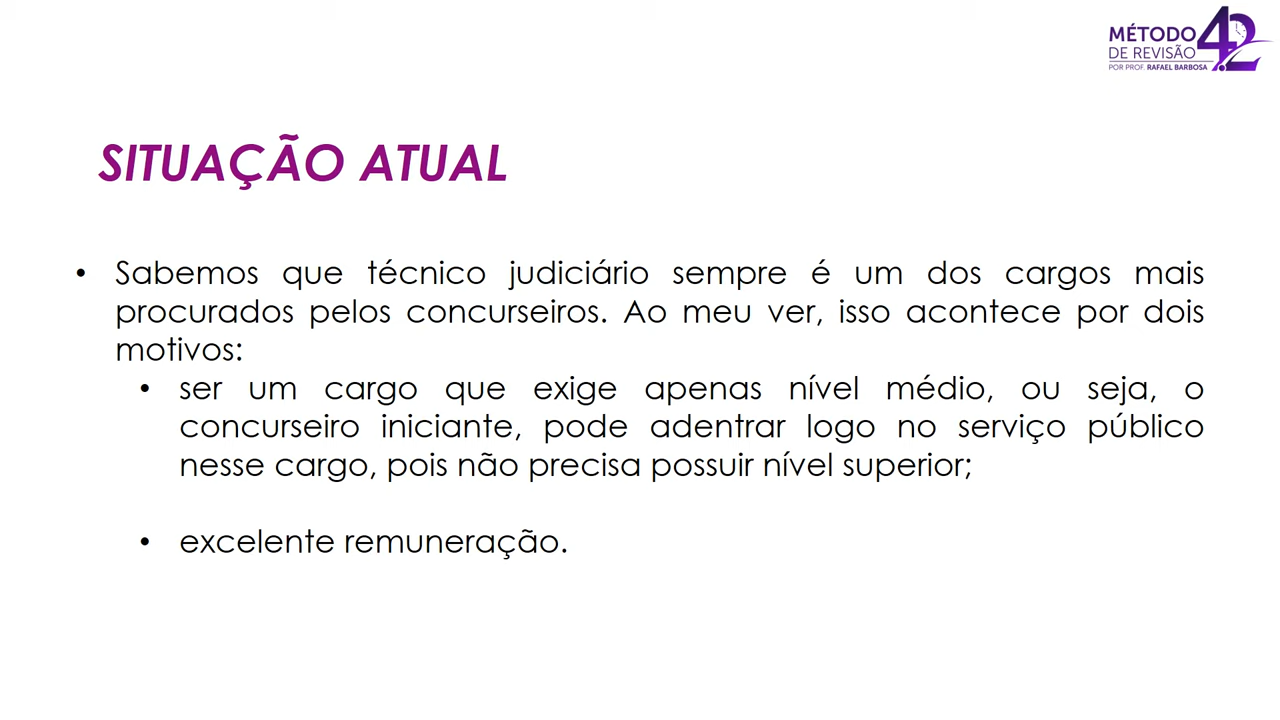 MÉTODO 4.2
DE REVISÃO
POR PROF. RAFAEL BARBOSA
SITUAÇÃO ATUAL
• Sabemos que técnico judiciário sempre é um dos cargos mais
procurados pelos concurseiros. Ao meu ver, isso acontece por dois
motivos:
• ser um cargo que exige apenas nível médio, ou seja, o
concurseiro iniciante, pode adentrar logo no serviço público
nesse cargo, pois não precisa possuir nível superior;
• excelente remuneração.